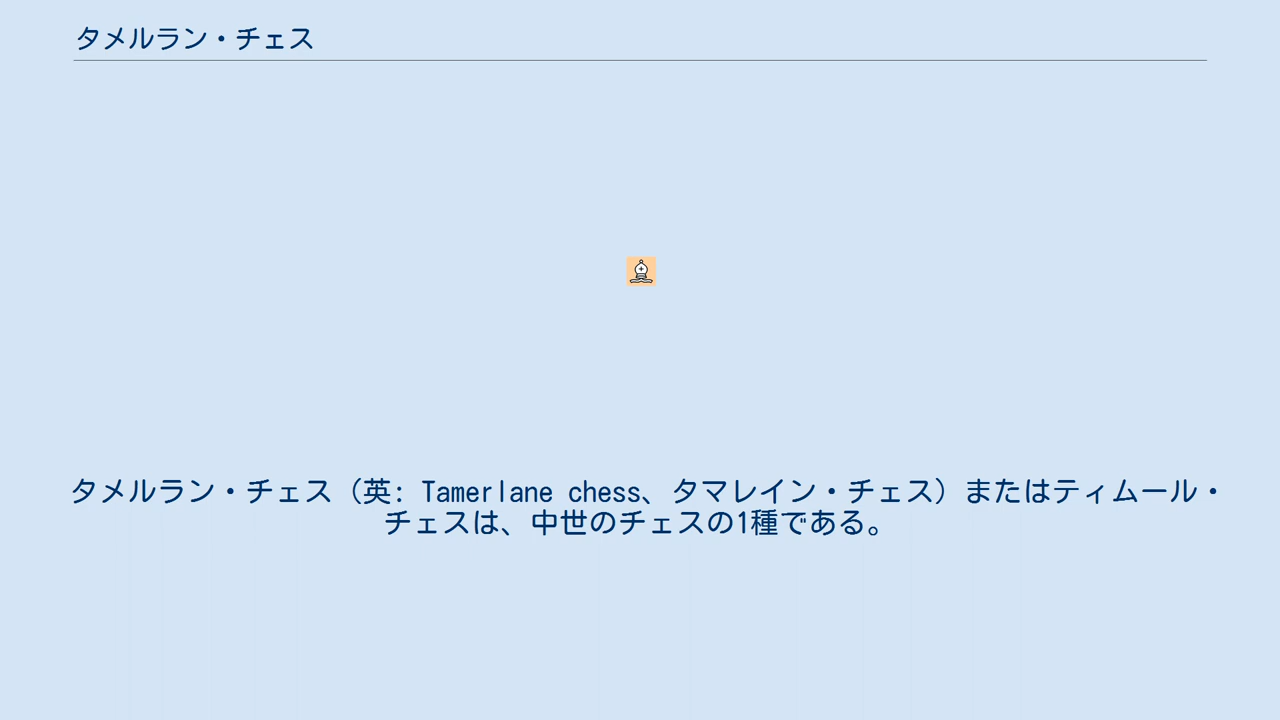 タメルラン・チェス
タメルラン・チェス（英: Tamerlane chess、タマレイン・チェス）またはティムール・
チェスは、中世のチェスの1種である。